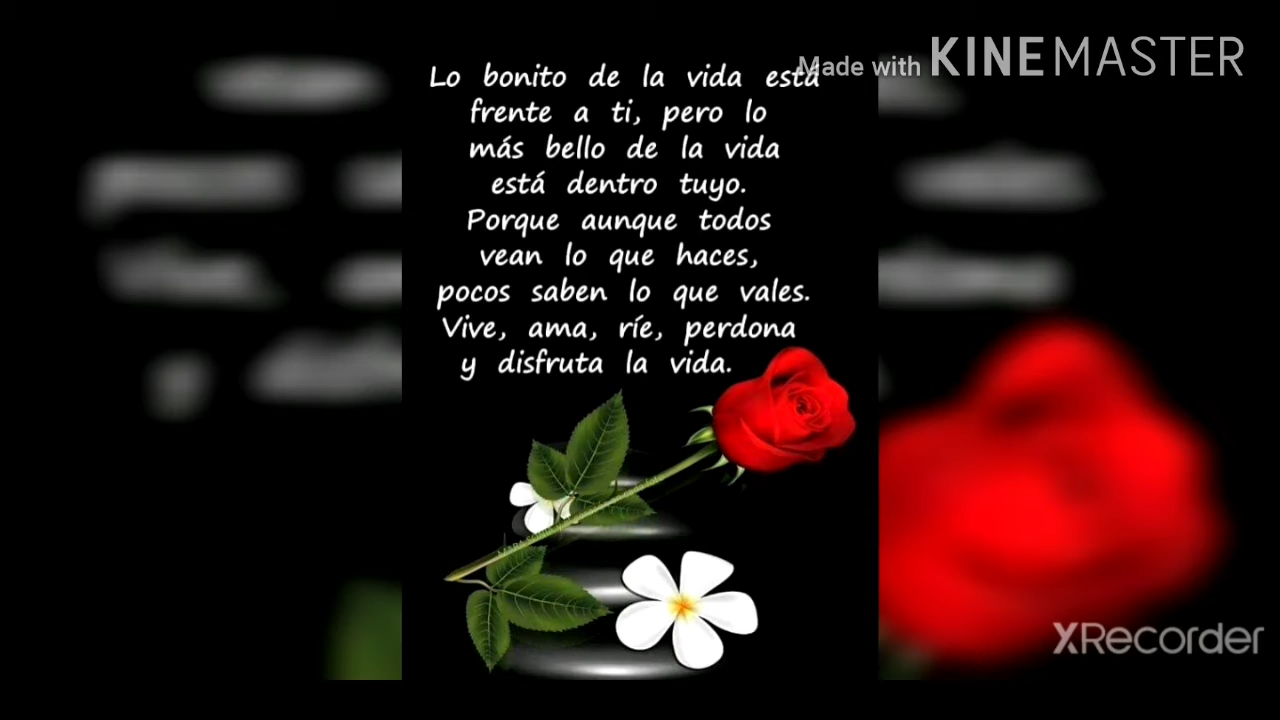 Made with KINEMASTER
Lo bonito de la vida está
frente a ti, pero lo
más bello de la vida
está dentro tuyo.
Porque aunque todos
vean lo que haces,
pocos saben lo que vales.
Vive, ama, ríe, perdona
y disfruta la vida.
XRecorder